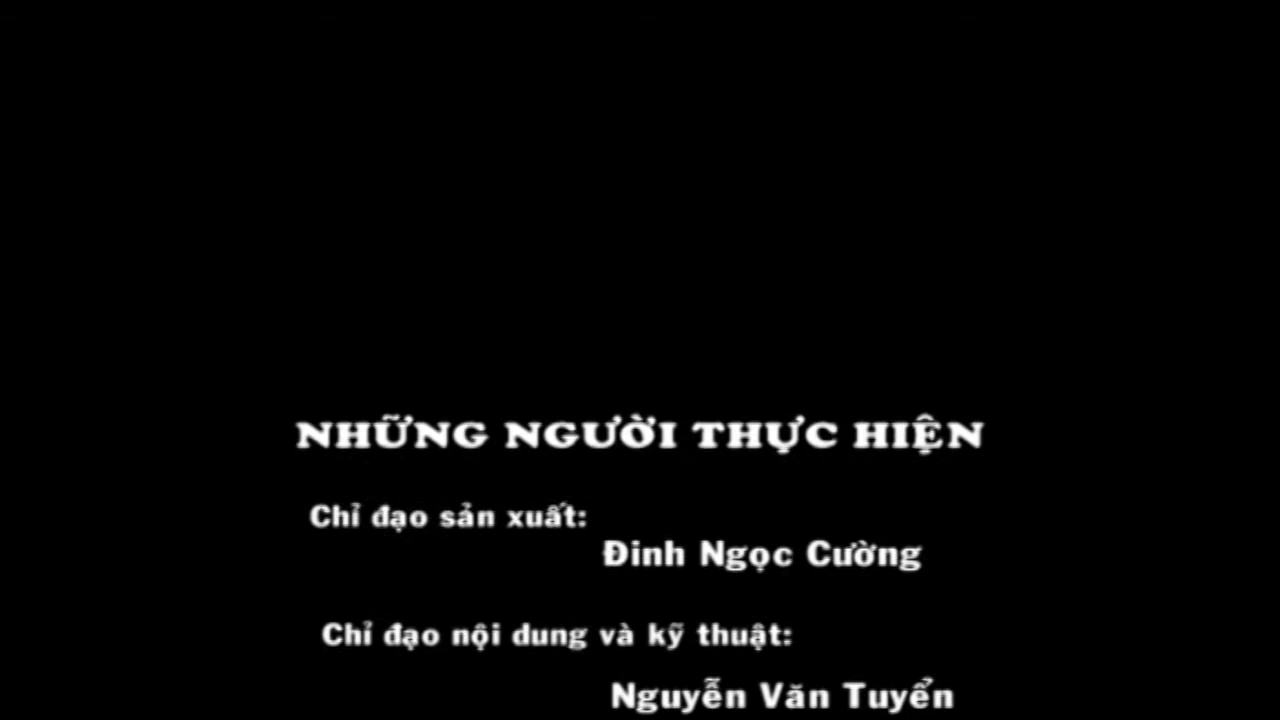 NHỮNG NGƯỜI THỰC HIỆN
Chỉ đạo sản xuất:
Đinh Ngọc Cường
Chỉ đạo nội dung và kỹ thuật:
Nguyễn Văn Tuyển